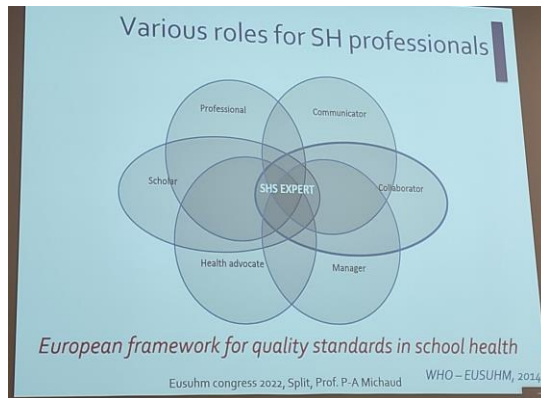 Various roles for SH professionals
Professional
Communicator
Scholar
SHS EXPERT
Collaborator
Health advocate
Manager
European framework for quality standards in school health
WHO – EUSUHM, 2014
Eusuhm congress 2022, Split, Prof. P-A Michaud